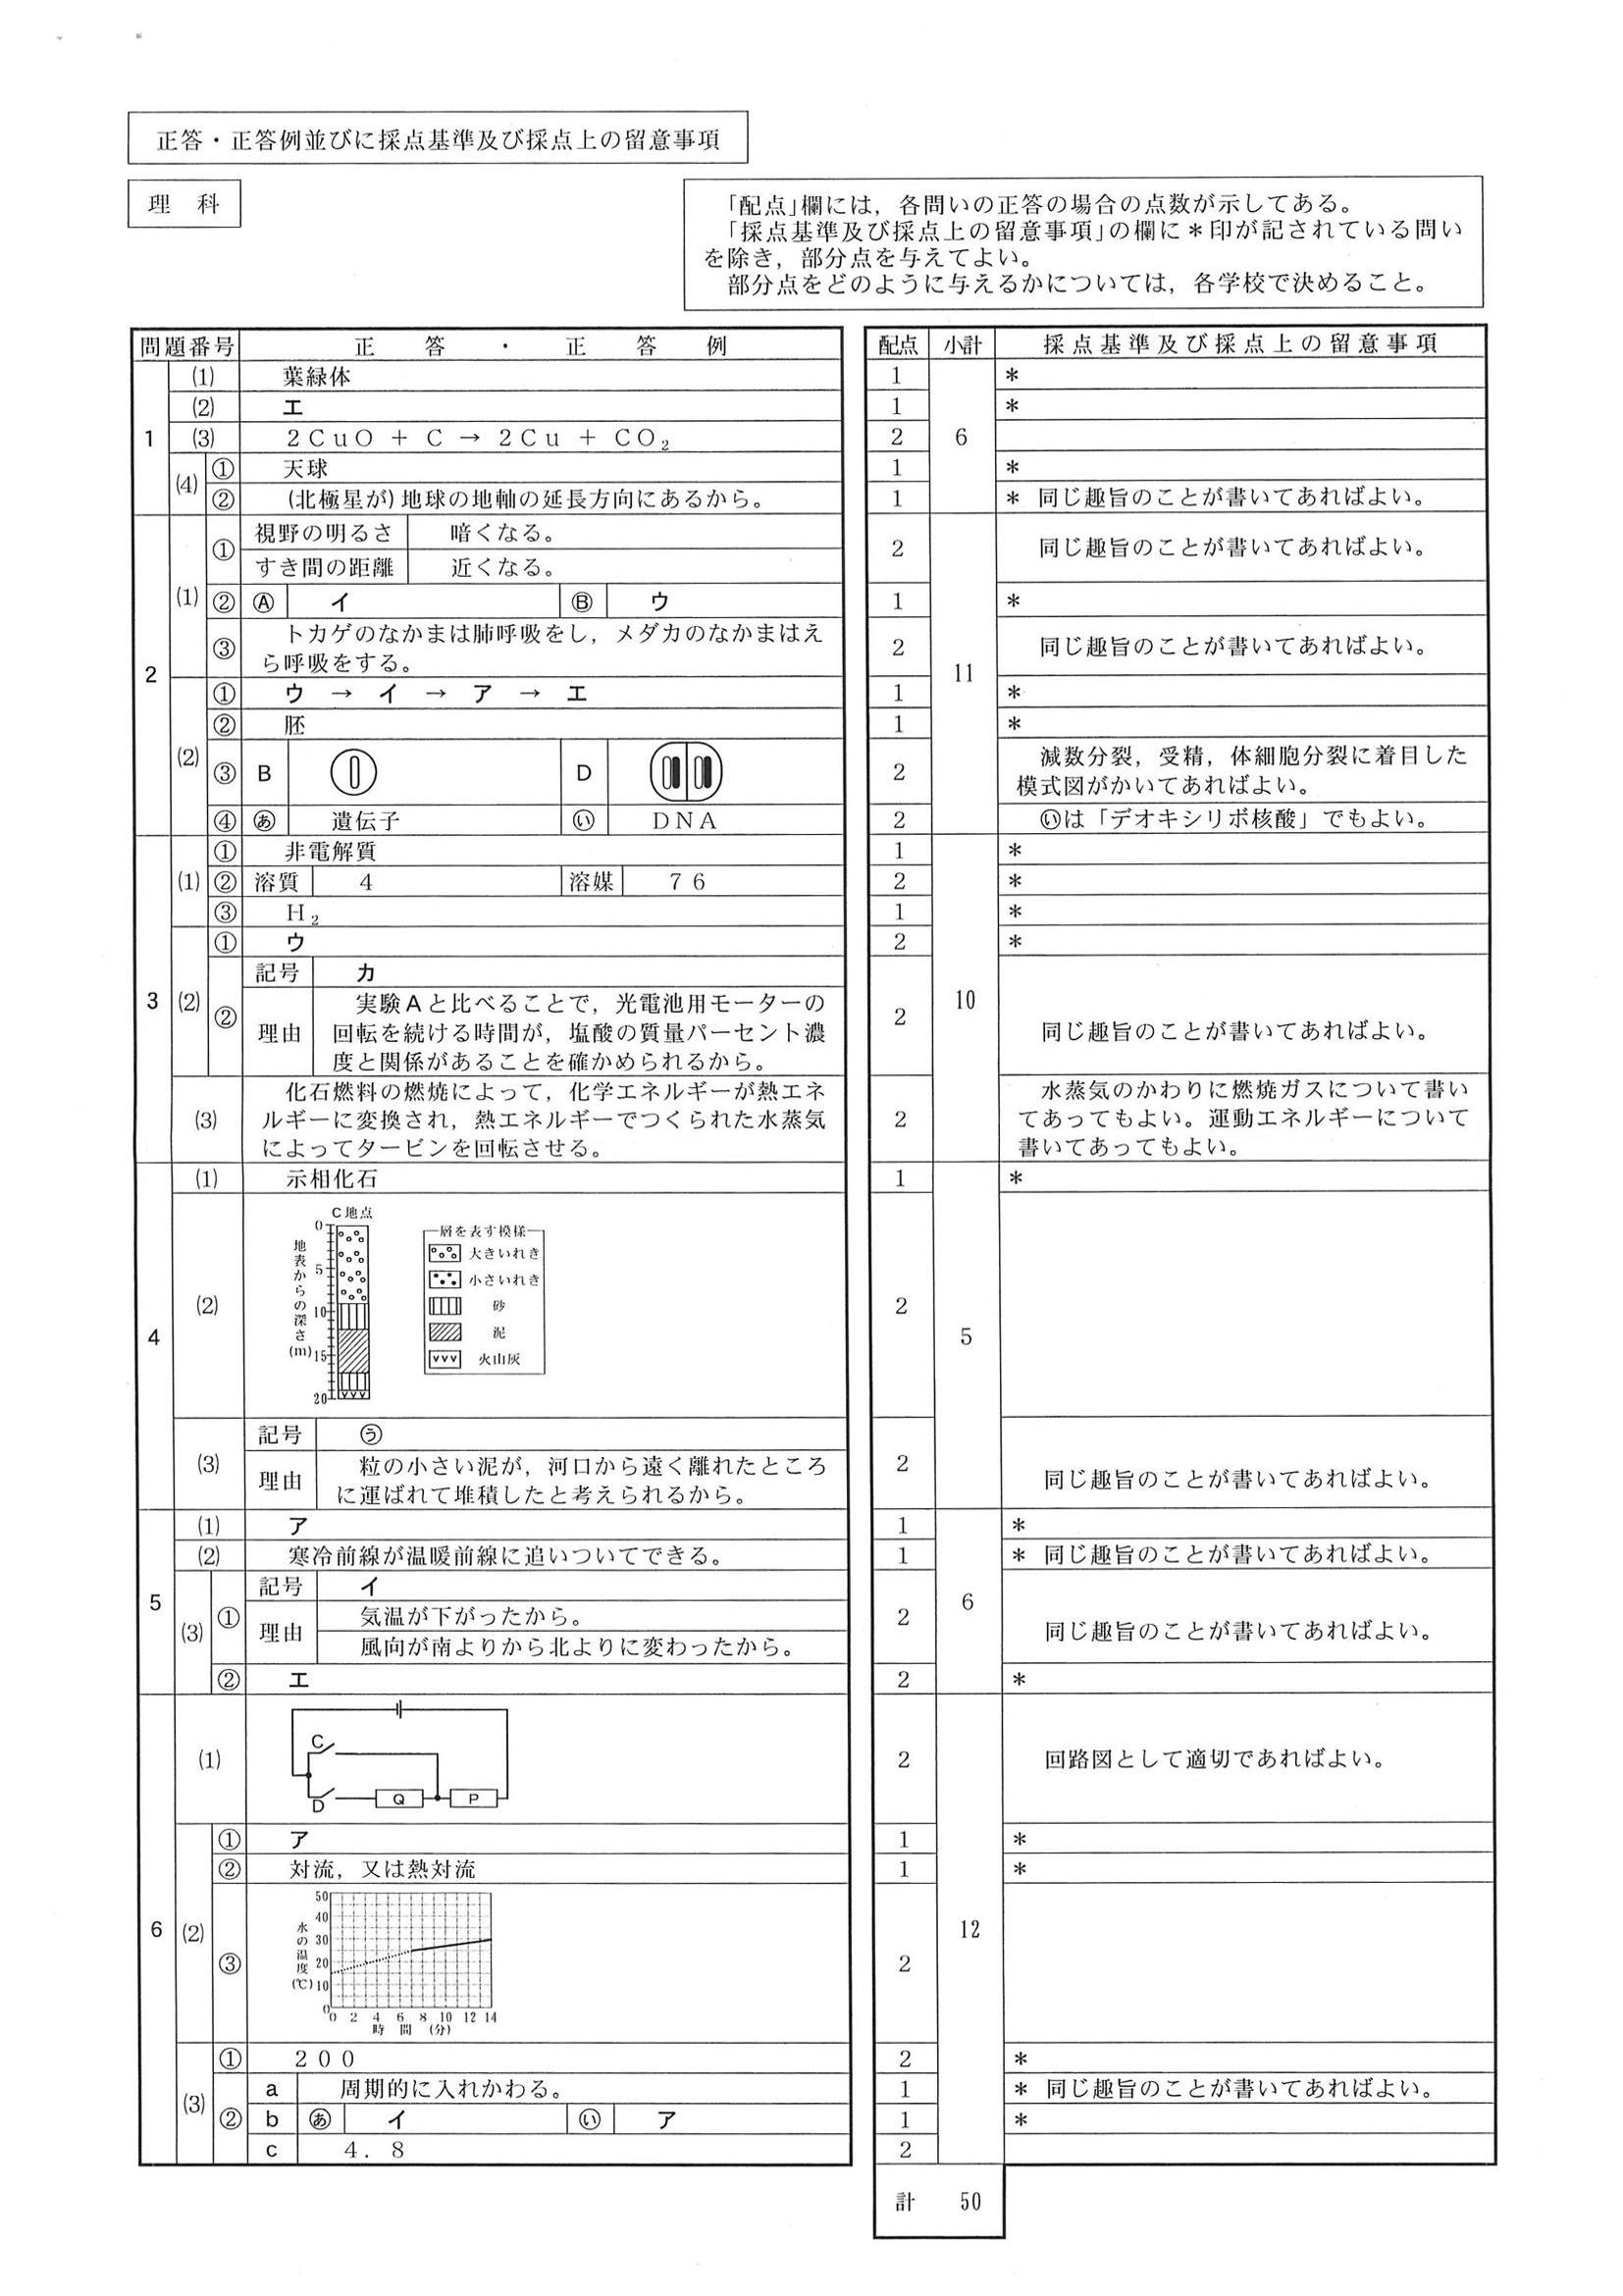 正答・正答例並びに採点基準及び採点上の留意事項
理 科
「配点」欄には，各問いの正答の場合の点数が示してある。
「採点基準及び採点上の留意事項」の欄に＊印が記されている問い
を除き，部分点を与えてよい。
部分点をどのように与えるかについては，各学校で決めること。
問題番号 正 答 ・ 正 答 例 配点 小計 採点基準及び採点上の留意事項
1 6
(1) 葉緑体 1 ＊
(2) エ 1 ＊
(3) 2CuO + C → 2Cu + CO₂ 2
(4) ① 天球 1 ＊
② (北極星が)地球の地軸の延長方向にあるから。 1 ＊ 同じ趣旨のことが書いてあればよい。
2 11
(1) ① 視野の明るさ 暗くなる。 2 同じ趣旨のことが書いてあればよい。
すき間の距離 近くなる。
② Ⓐ イ Ⓑ ウ 1 ＊
③ トカゲのなかまは肺呼吸をし，メダカのなかまはえ 2 同じ趣旨のことが書いてあればよい。
ら呼吸をする。
(2) ① ウ → イ → ア → エ 1 ＊
② 胚 1 ＊
③ B D 2 減数分裂，受精，体細胞分裂に着目した
模式図がかいてあればよい。
④ あ 遺伝子 い DNA 2 いは「デオキシリボ核酸」でもよい。
3 10
(1) ① 非電解質 1 ＊
② 溶質 4 溶媒 76 2 ＊
③ H₂ 1 ＊
(2) ① ウ 2 ＊
② 記号 カ 2
理由 実験Aと比べることで，光電池用モーターの
回転を続ける時間が，塩酸の質量パーセント濃 同じ趣旨のことが書いてあればよい。
度と関係があることを確かめられるから。
(3) 化石燃料の燃焼によって，化学エネルギーが熱エネ 2 水蒸気のかわりに燃焼ガスについて書い
ルギーに変換され，熱エネルギーでつくられた水蒸気 てあってもよい。運動エネルギーについて
によってタービンを回転させる。 書いてあってもよい。
4 5
(1) 示相化石 1 ＊
(2) 2
C地点
地表からの深さ(m)
0
5
10
15
20
層を表す模様
大きいれき
小さいれき
砂
泥
火山灰
(3) 記号 う 2
理由 粒の小さい泥が，河口から遠く離れたところ 同じ趣旨のことが書いてあればよい。
に運ばれて堆積したと考えられるから。
5 6
(1) ア 1 ＊
(2) 寒冷前線が温暖前線に追いついてできる。 1 ＊ 同じ趣旨のことが書いてあればよい。
(3) ① 記号 イ 2
理由 気温が下がったから。 同じ趣旨のことが書いてあればよい。
風向が南よりから北よりに変わったから。
② エ 2 ＊
6 12
(1) C D Q P 2 回路図として適切であればよい。
(2) ① ア 1 ＊
② 対流，又は熱対流 1 ＊
③ 2
水の温度(℃)
50
40
30
20
10
0
0 2 4 6 8 10 12 14
時 間 (分)
(3) ① 200 2 ＊
② a 周期的に入れかわる。 1 ＊ 同じ趣旨のことが書いてあればよい。
b あ イ い ア 1 ＊
c 4.8 2
計 50